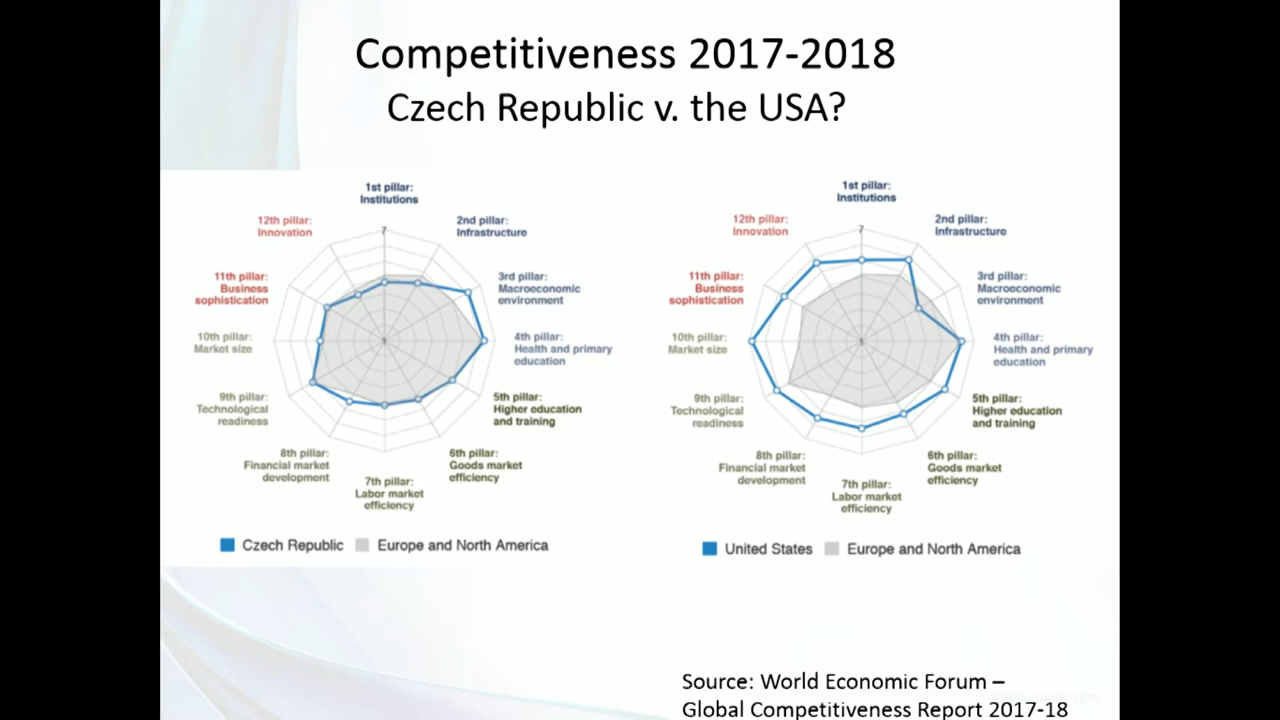 Competitiveness 2017-2018
Czech Republic v. the USA?
1st pillar:
Institutions
2nd pillar:
Infrastructure
3rd pillar:
Macroeconomic
environment
4th pillar:
Health and primary
education
5th pillar:
Higher education
and training
6th pillar:
Goods market
efficiency
7th pillar:
Labor market
efficiency
8th pillar:
Financial market
development
9th pillar:
Technological
readiness
10th pillar:
Market size
11th pillar:
Business
sophistication
12th pillar:
Innovation
7
1
Czech Republic
Europe and North America
1st pillar:
Institutions
2nd pillar:
Infrastructure
3rd pillar:
Macroeconomic
environment
4th pillar:
Health and primary
education
5th pillar:
Higher education
and training
6th pillar:
Goods market
efficiency
7th pillar:
Labor market
efficiency
8th pillar:
Financial market
development
9th pillar:
Technological
readiness
10th pillar:
Market size
11th pillar:
Business
sophistication
12th pillar:
Innovation
7
1
United States
Europe and North America
Source: World Economic Forum –
Global Competitiveness Report 2017-18